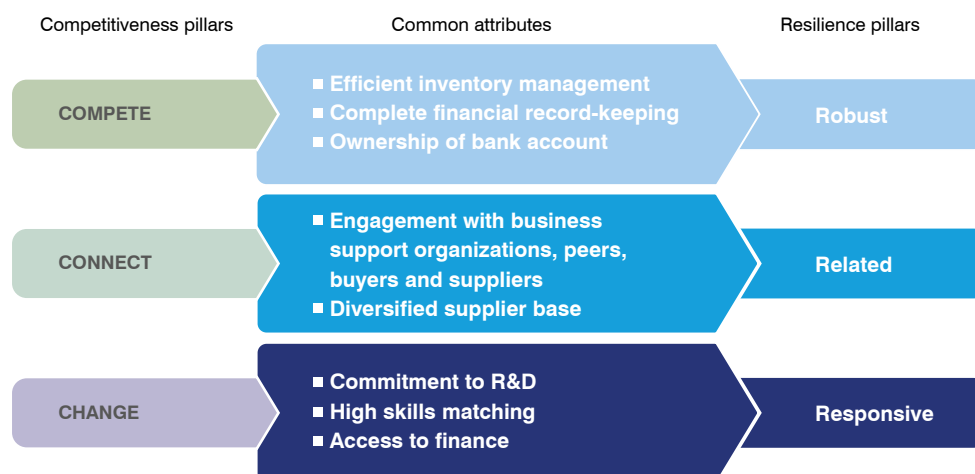 Competitiveness pillars
Common attributes
Resilience pillars
COMPETE
■ Efficient inventory management
■ Complete financial record-keeping
■ Ownership of bank account
Robust
CONNECT
■ Engagement with business
support organizations, peers,
buyers and suppliers
■ Diversified supplier base
Related
CHANGE
■ Commitment to R&D
■ High skills matching
■ Access to finance
Responsive